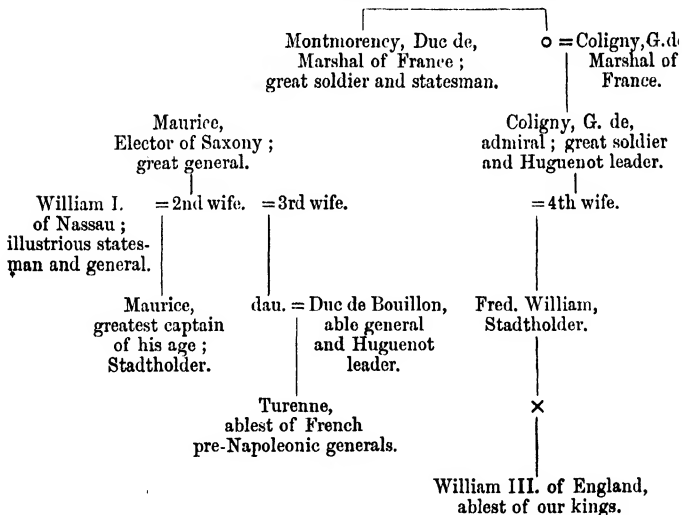 Montmorency, Duc de,
Marshal of France ;
great soldier and statesman.
o = Coligny, G. de
Marshal of
France.
Maurice,
Elector of Saxony ;
great general.
Coligny, G. de,
admiral ; great soldier
and Huguenot leader.
William I.
of Nassau ;
illustrious states-
man and general.
= 2nd wife. = 3rd wife. = 4th wife.
Maurice,
greatest captain
of his age ;
Stadtholder.
dau. = Duc de Bouillon,
able general
and Huguenot
leader.
Fred. William,
Stadtholder.
Turenne,
ablest of French
pre-Napoleonic generals.
×
William III. of England,
ablest of our kings.